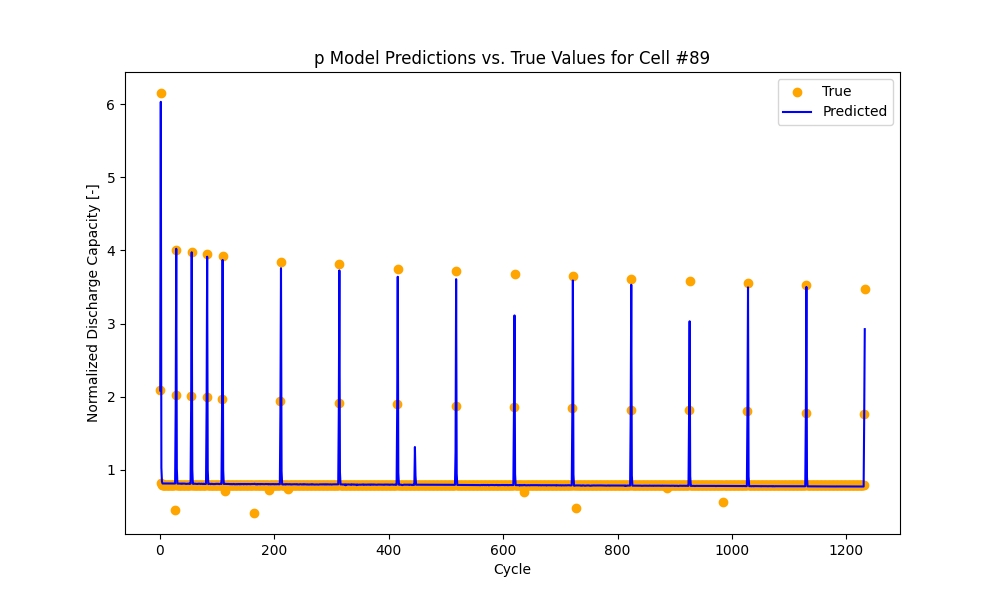 p Model Predictions vs. True Values for Cell #89
True
Predicted
Normalized Discharge Capacity [-]
6
5
4
3
2
1
0 200 400 600 800 1000 1200
Cycle